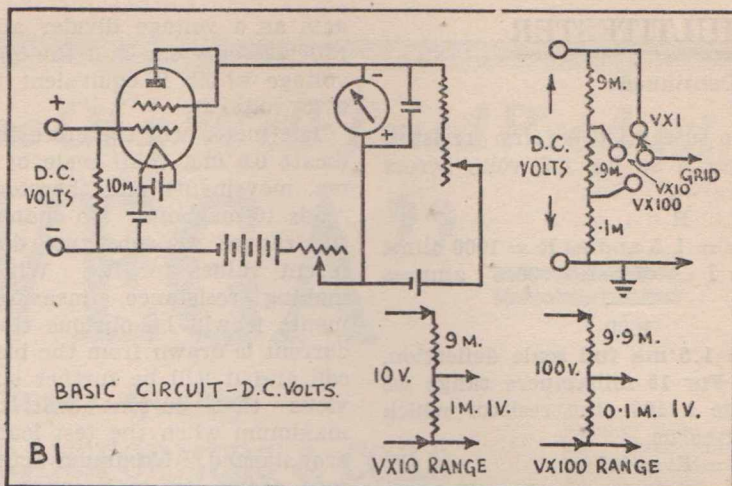 +
D.C.
VOLTS
−
10M.
−
BASIC CIRCUIT - D.C. VOLTS.
B1
D.C.
VOLTS
9M.
.9M.
.1M
VX1
GRID
VX10
VX100
10V.
9M.
1M. 1V.
VX10 RANGE
100V.
9.9M.
0.1M. 1V.
VX100 RANGE